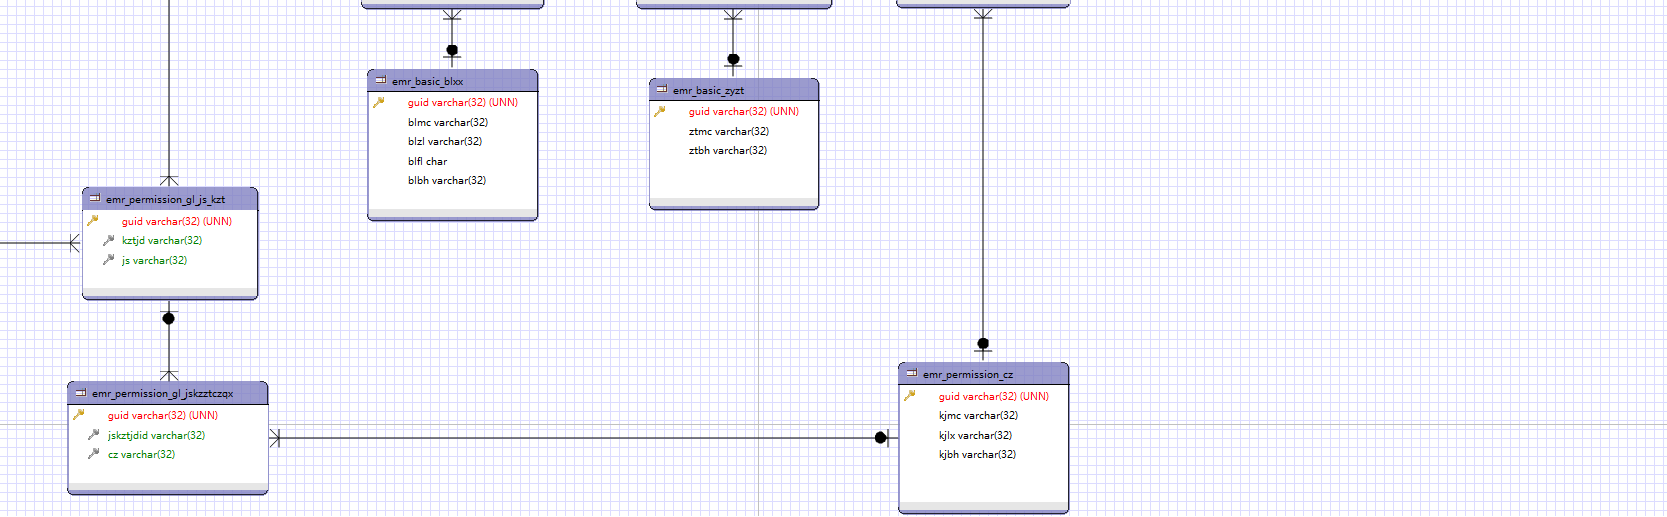 emr_basic_blxx
guid varchar(32) (UNN)
blmc varchar(32)
blzl varchar(32)
blfl char
blbh varchar(32)
emr_basic_zyzt
guid varchar(32) (UNN)
ztmc varchar(32)
ztbh varchar(32)
emr_permission_gl_js_kzt
guid varchar(32) (UNN)
kztjd varchar(32)
js varchar(32)
emr_permission_gl_jskzztczqx
guid varchar(32) (UNN)
jskztjdid varchar(32)
cz varchar(32)
emr_permission_cz
guid varchar(32) (UNN)
kjmc varchar(32)
kjlx varchar(32)
kjbh varchar(32)